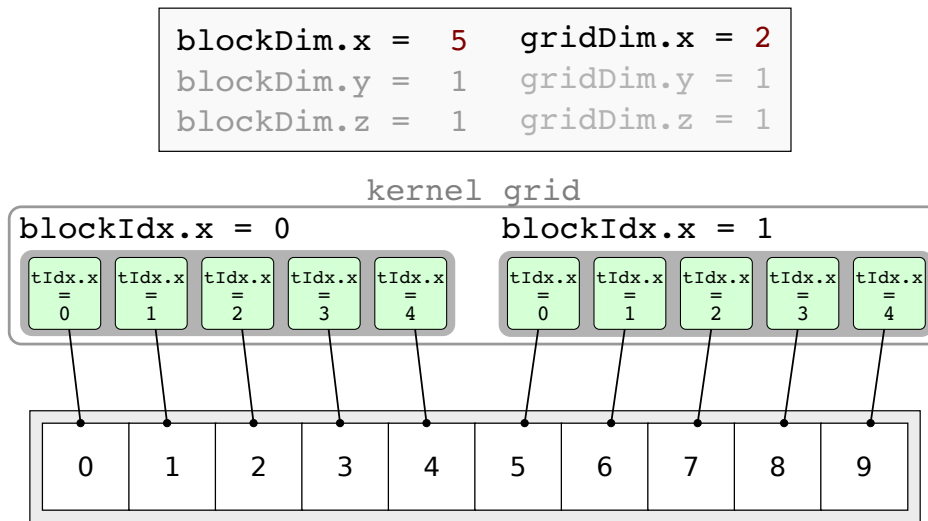 blockDim.x = 5 gridDim.x = 2
blockDim.y = 1 gridDim.y = 1
blockDim.z = 1 gridDim.z = 1
kernel grid
blockIdx.x = 0 blockIdx.x = 1
tIdx.x tIdx.x tIdx.x tIdx.x tIdx.x tIdx.x tIdx.x tIdx.x tIdx.x tIdx.x
= = = = = = = = = =
0 1 2 3 4 0 1 2 3 4
0 1 2 3 4 5 6 7 8 9